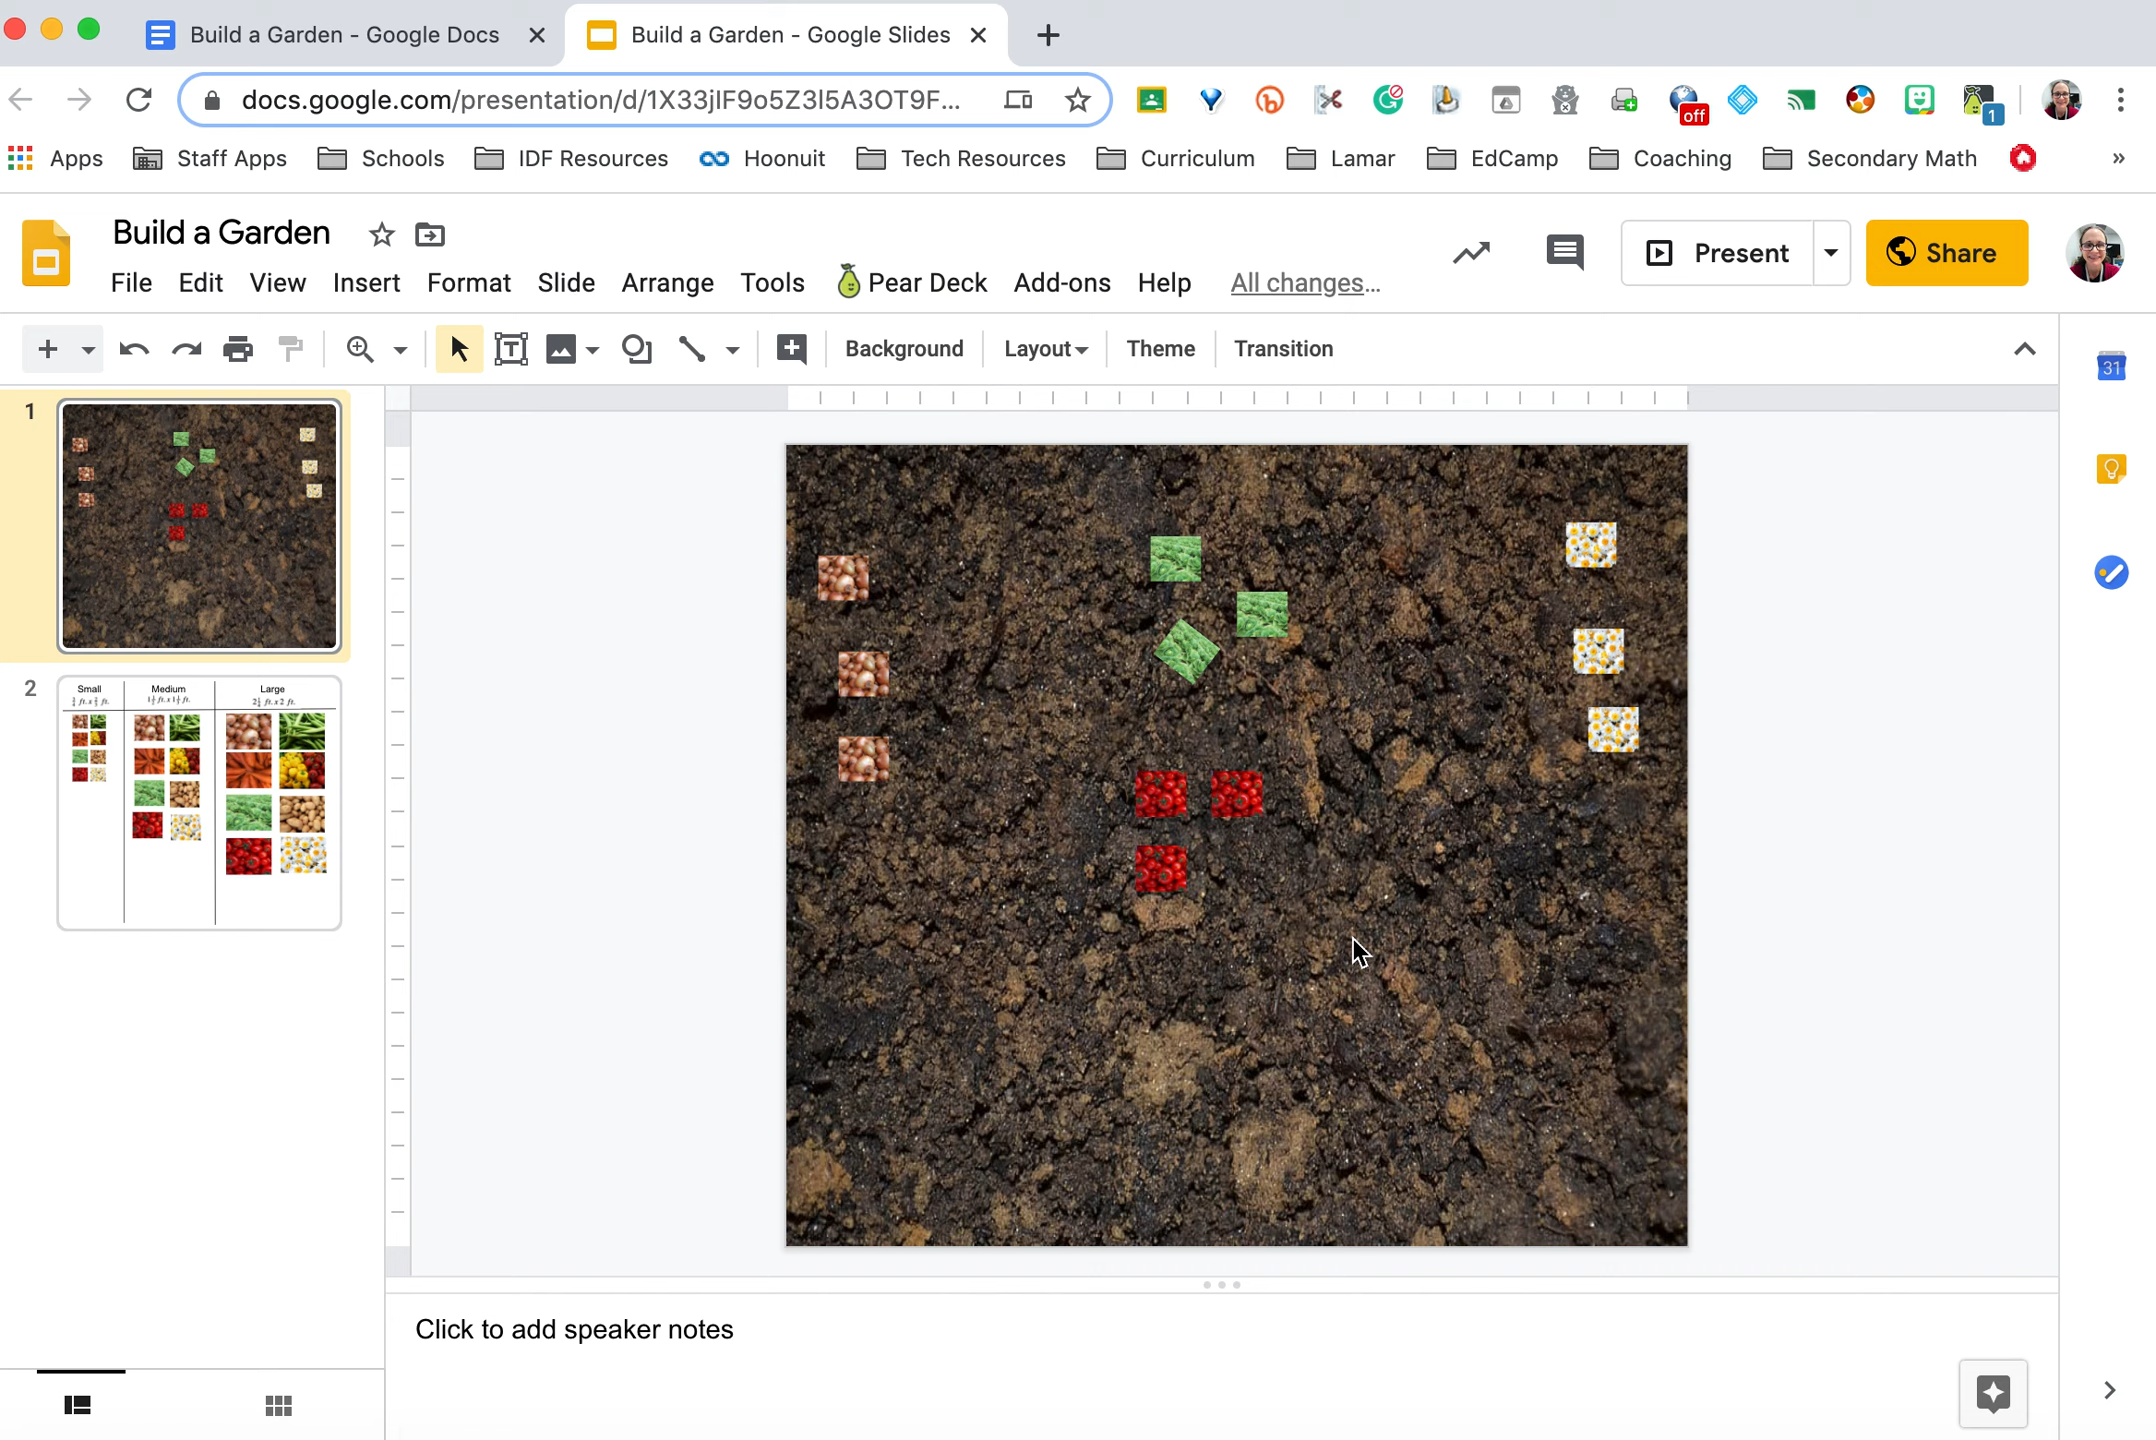 Build a Garden - Google Docs
Build a Garden - Google Slides
docs.google.com/presentation/d/1X33jIF9o5Z3I5A3OT9F...
off
1
Apps
Staff Apps
Schools
IDF Resources
Hoonuit
Tech Resources
Curriculum
Lamar
EdCamp
Coaching
Secondary Math
»
Build a Garden
Present
Share
File Edit View Insert Format Slide Arrange Tools Pear Deck Add-ons Help All changes...
Background Layout Theme Transition
31
1
2
Small Medium Large
Click to add speaker notes